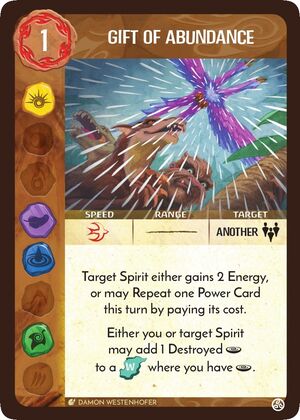 1
GIFT OF ABUNDANCE
SPEED RANGE TARGET
ANOTHER
Target Spirit either gains 2 Energy,
or may Repeat one Power Card
this turn by paying its cost.
Either you or target Spirit
may add 1 Destroyed
to a W where you have .
DAMON WESTENHOFER